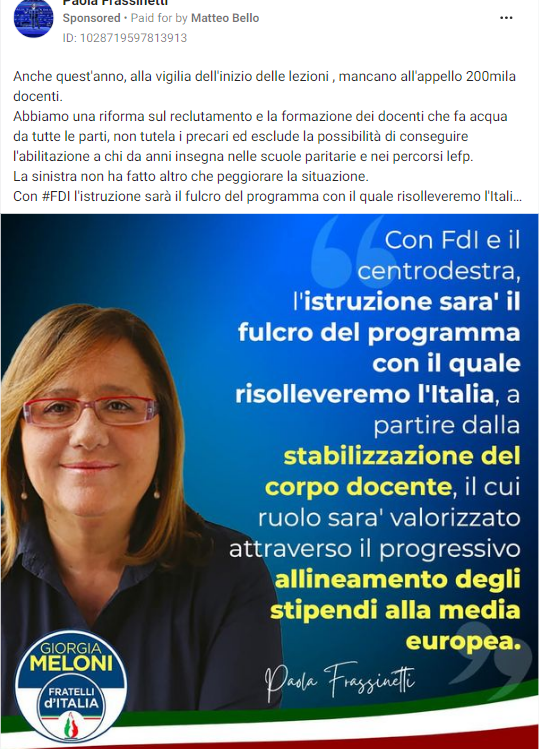 Paola Frassinetti
Sponsored • Paid for by Matteo Bello
ID: 1028719597813913
Anche quest'anno, alla vigilia dell'inizio delle lezioni , mancano all'appello 200mila
docenti.
Abbiamo una riforma sul reclutamento e la formazione dei docenti che fa acqua
da tutte le parti, non tutela i precari ed esclude la possibilità di conseguire
l'abilitazione a chi da anni insegna nelle scuole paritarie e nei percorsi Iefp.
La sinistra non ha fatto altro che peggiorare la situazione.
Con #FDI l'istruzione sarà il fulcro del programma con il quale risolleveremo l'Itali...
Con FdI e il
centrodestra,
l'istruzione sara' il
fulcro del programma
con il quale
risolleveremo l'Italia, a
partire dalla
stabilizzazione del
corpo docente, il cui
ruolo sara' valorizzato
attraverso il progressivo
allineamento degli
stipendi alla media
europea.
Paola Frassinetti
GIORGIA
MELONI
FRATELLI
d'ITALIA